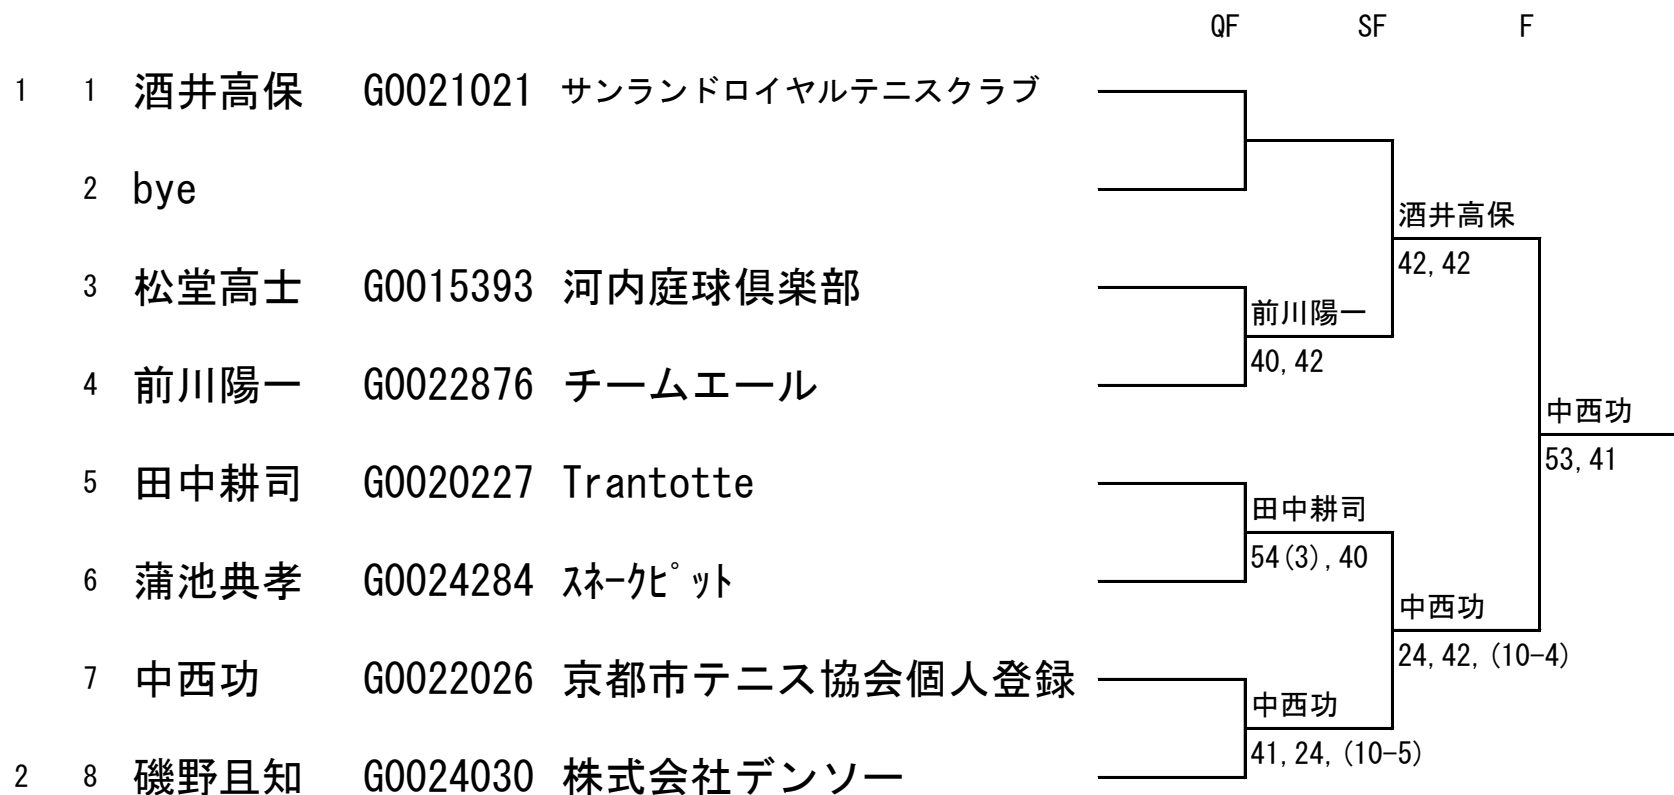 QF SF F
1 1 酒井高保 G0021021 サンランドロイヤルテニスクラブ
2 bye
酒井高保
3 松堂高士 G0015393 河内庭球倶楽部
42,42
前川陽一
4 前川陽一 G0022876 チームエール
40,42
中西功
5 田中耕司 G0020227 Trantotte
53,41
田中耕司
6 蒲池典孝 G0024284 ｽﾈｰｸﾋﾟｯﾄ
54(3),40
中西功
7 中西功 G0022026 京都市テニス協会個人登録
24,42,(10-4)
中西功
2 8 磯野且知 G0024030 株式会社デンソー
41,24,(10-5)